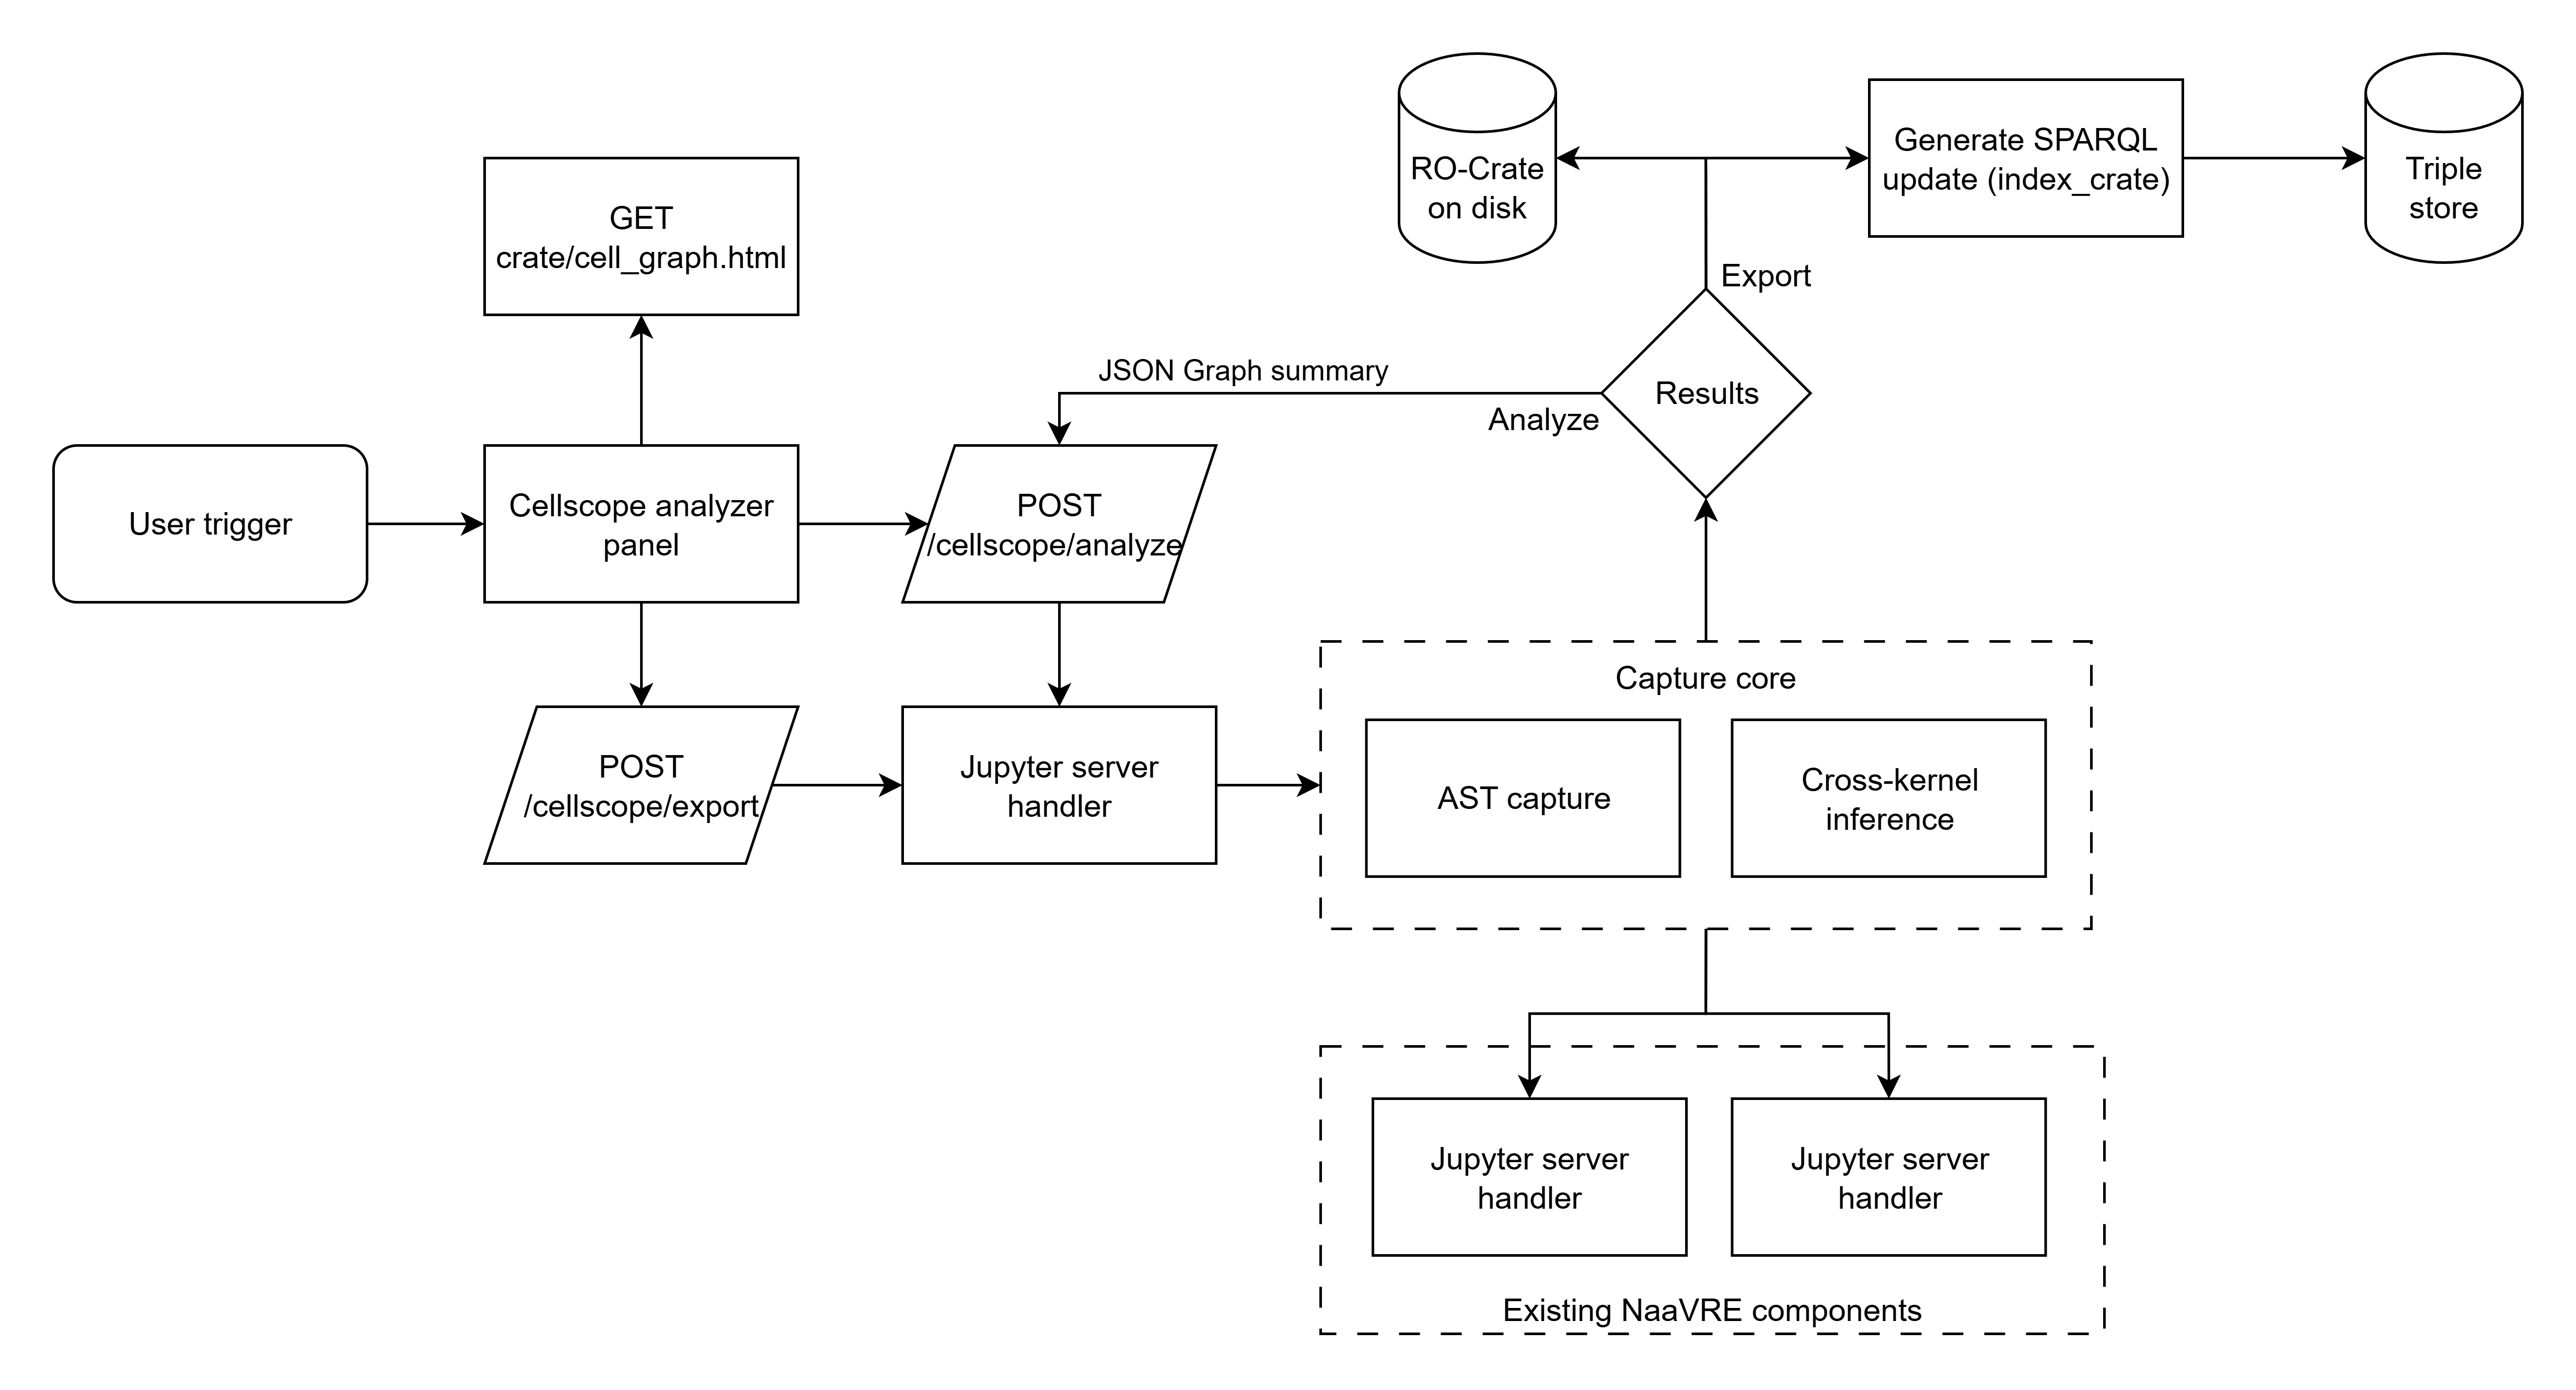 RO-Crate
on disk
Generate SPARQL
update (index_crate)
Triple
store
GET
crate/cell_graph.html
Export
JSON Graph summary
Analyze
Results
User trigger
Cellscope analyzer
panel
POST
/cellscope/analyze
POST
/cellscope/export
Jupyter server
handler
Capture core
AST capture
Cross-kernel
inference
Jupyter server
handler
Jupyter server
handler
Existing NaaVRE components